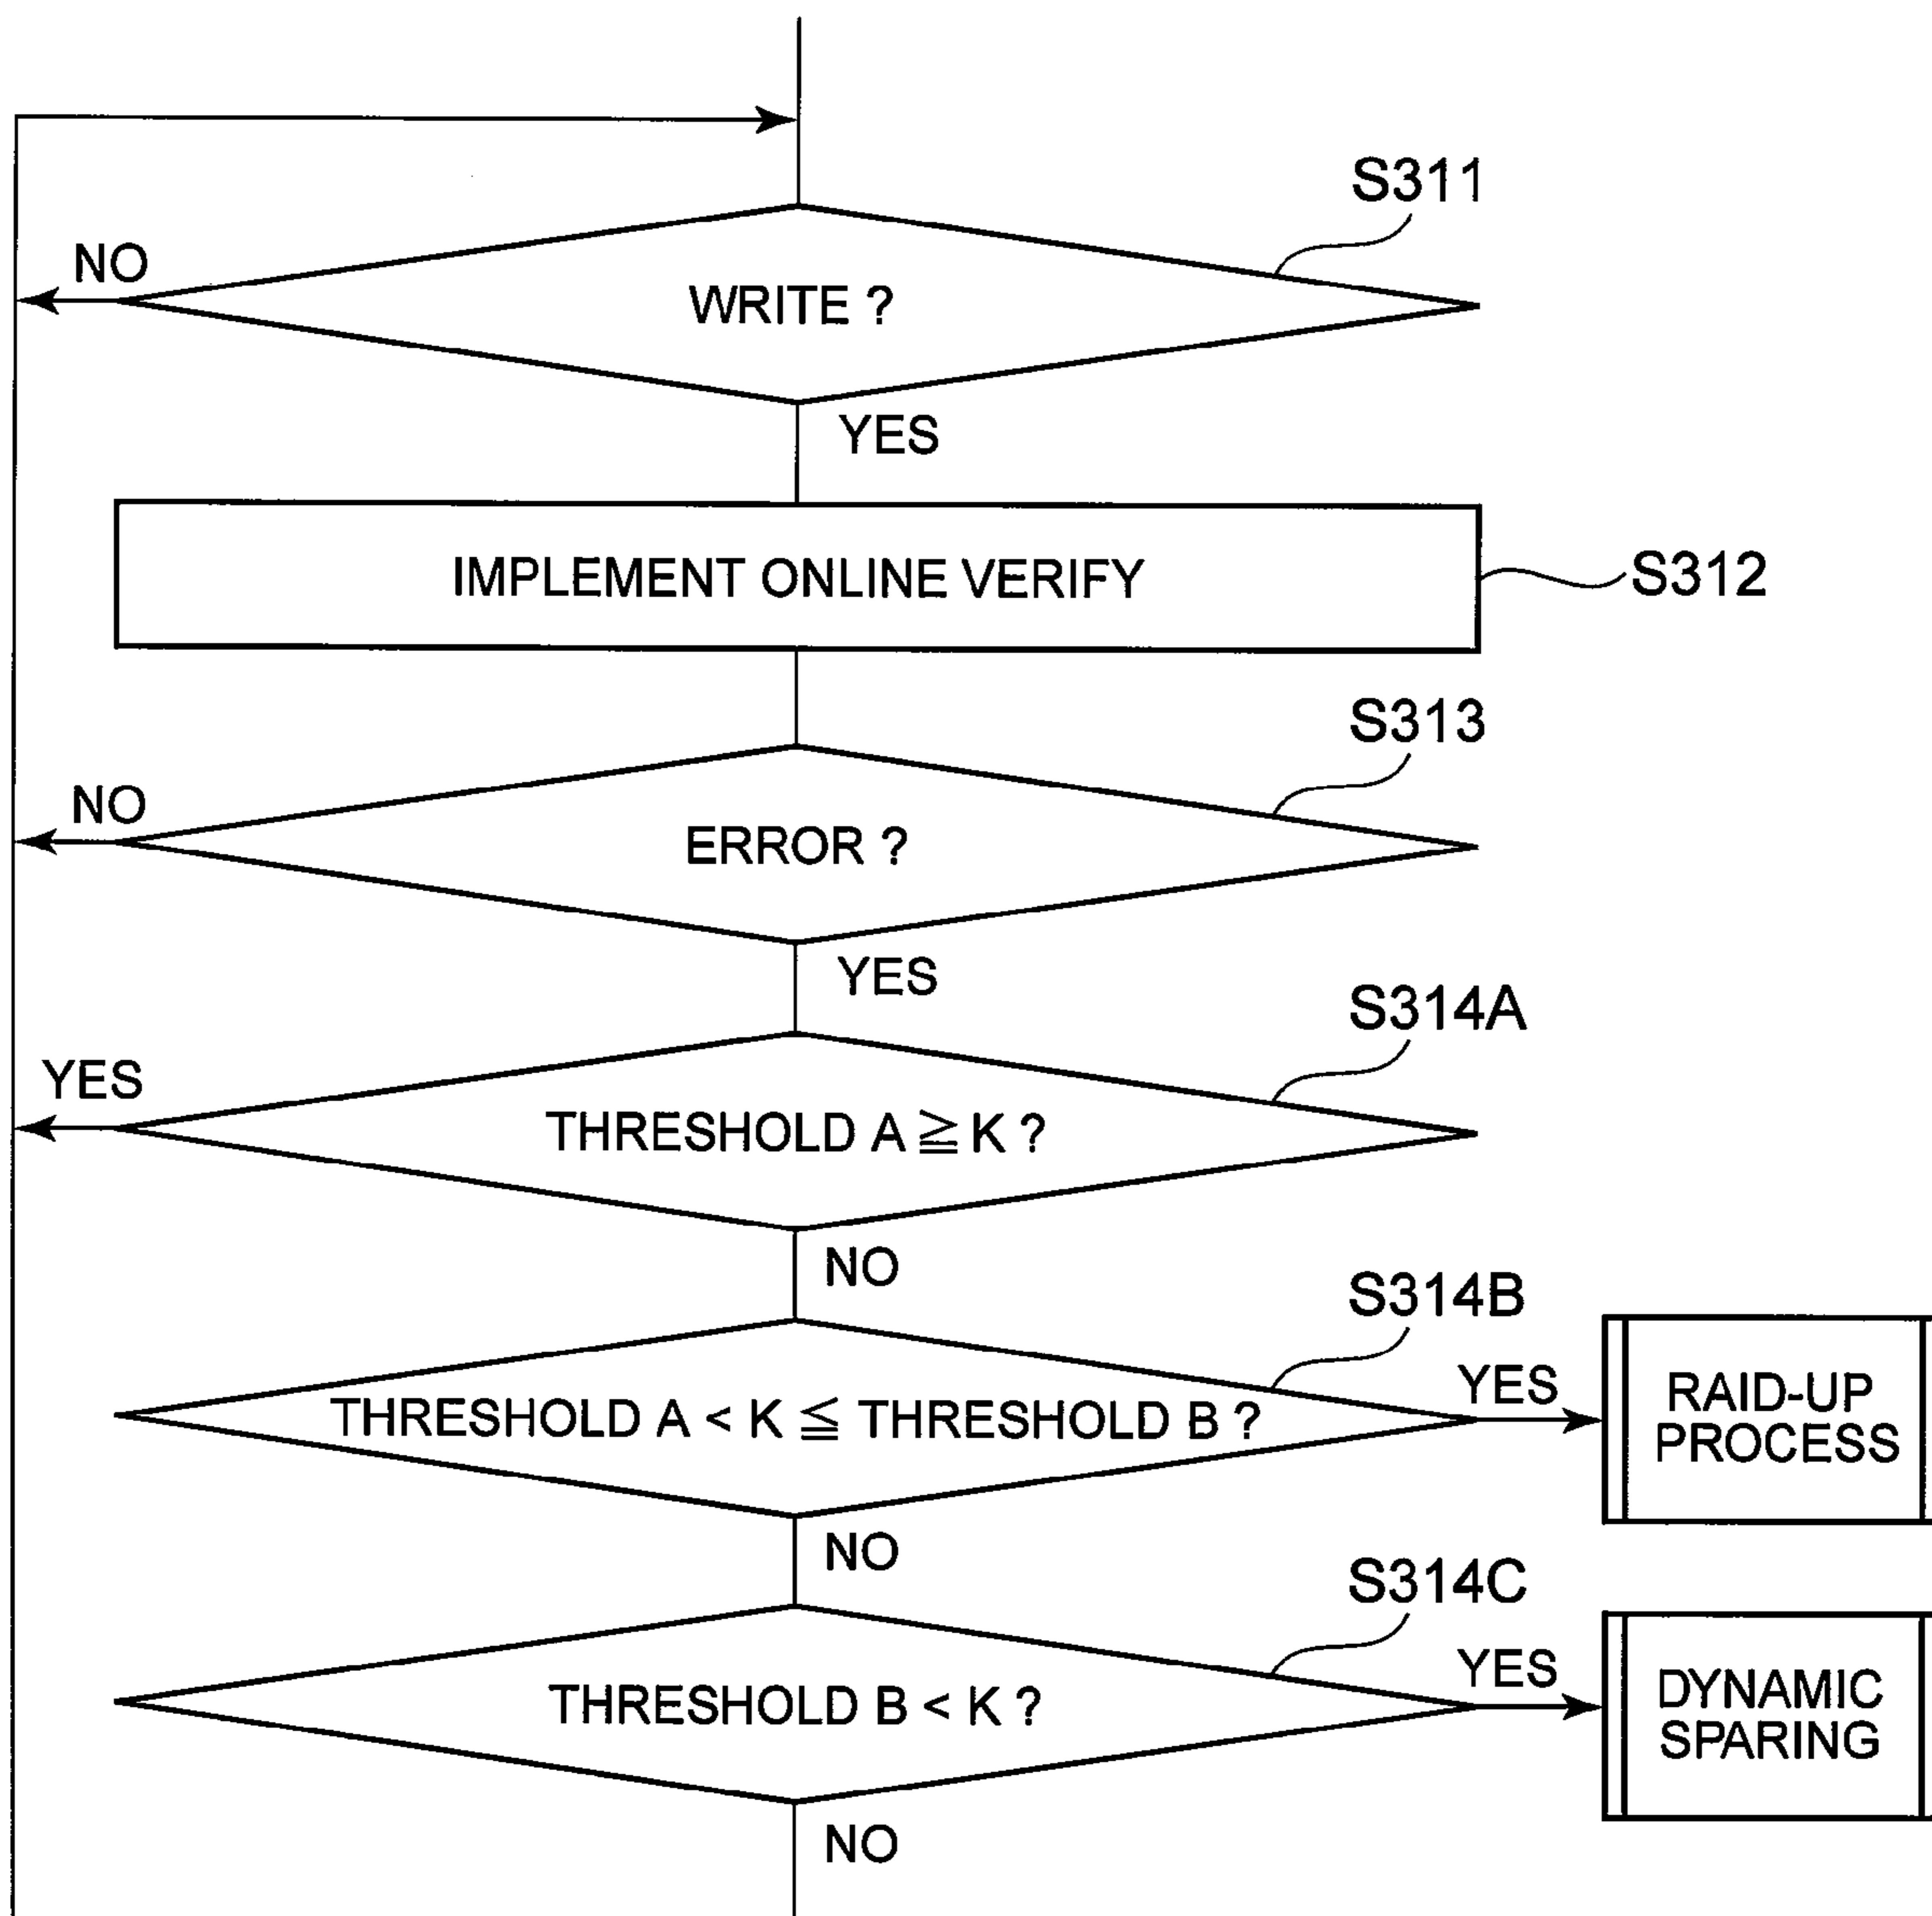 S311
NO
WRITE ?
YES
IMPLEMENT ONLINE VERIFY
S312
S313
NO
ERROR ?
YES
S314A
YES
THRESHOLD A ≧ K ?
NO
S314B
THRESHOLD A < K ≦ THRESHOLD B ?
YES
RAID-UP
PROCESS
NO
S314C
THRESHOLD B < K ?
YES
DYNAMIC
SPARING
NO